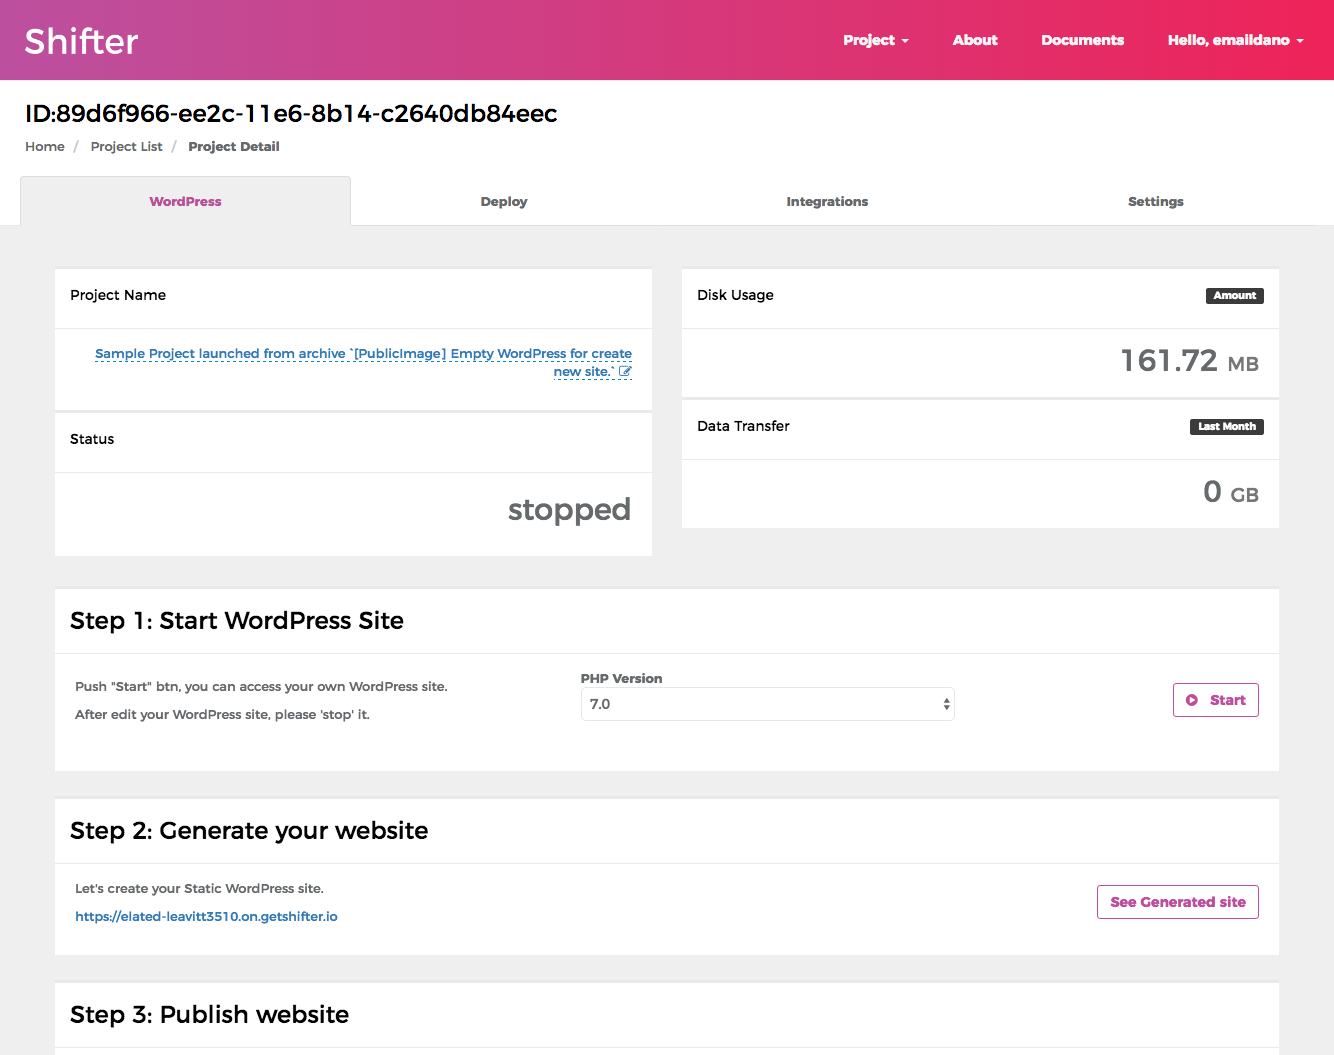 Shifter
Project
About
Documents
Hello, emaildano
ID:89d6f966-ee2c-11e6-8b14-c2640db84eec
Home / Project List / Project Detail
WordPress
Deploy
Integrations
Settings
Project Name
Sample Project launched from archive `[PublicImage] Empty WordPress for create
new site.`
Status
stopped
Disk Usage
Amount
161.72 MB
Data Transfer
Last Month
0 GB
Step 1: Start WordPress Site
Push "Start" btn, you can access your own WordPress site.
After edit your WordPress site, please 'stop' it.
PHP Version
7.0
Start
Step 2: Generate your website
Let's create your Static WordPress site.
https://elated-leavitt3510.on.getshifter.io
See Generated site
Step 3: Publish website